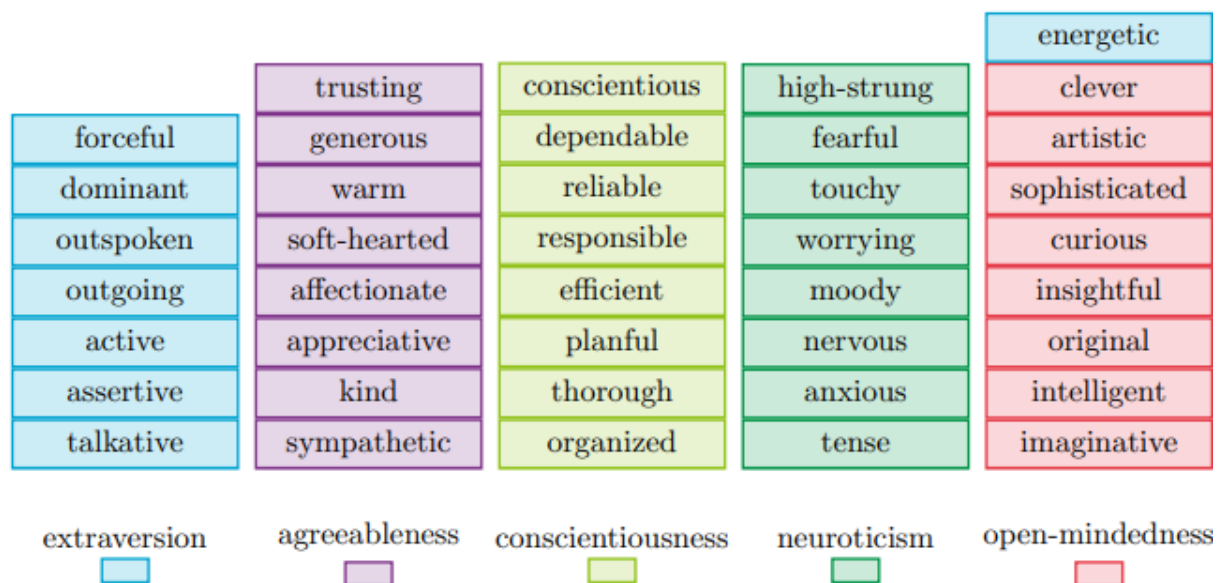 energetic
trusting conscientious high-strung clever
forceful generous dependable fearful artistic
dominant warm reliable touchy sophisticated
outspoken soft-hearted responsible worrying curious
outgoing affectionate efficient moody insightful
active appreciative planful nervous original
assertive kind thorough anxious intelligent
talkative sympathetic organized tense imaginative
extraversion agreeableness conscientiousness neuroticism open-mindedness